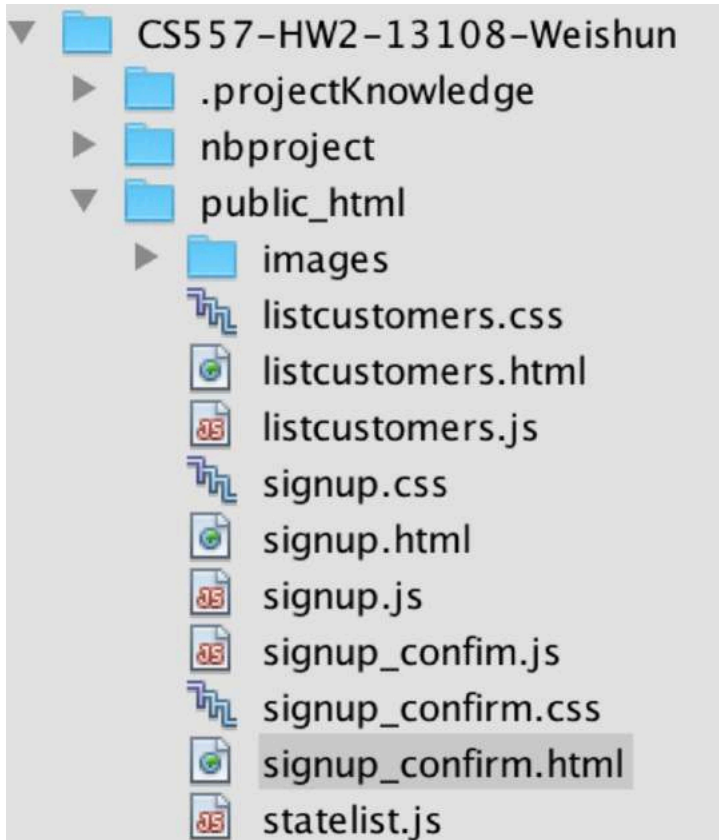 CS557-HW2-13108-Weishun
.projectKnowledge
nbproject
public_html
images
listcustomers.css
listcustomers.html
listcustomers.js
signup.css
signup.html
signup.js
signup_confim.js
signup_confirm.css
signup_confirm.html
statelist.js